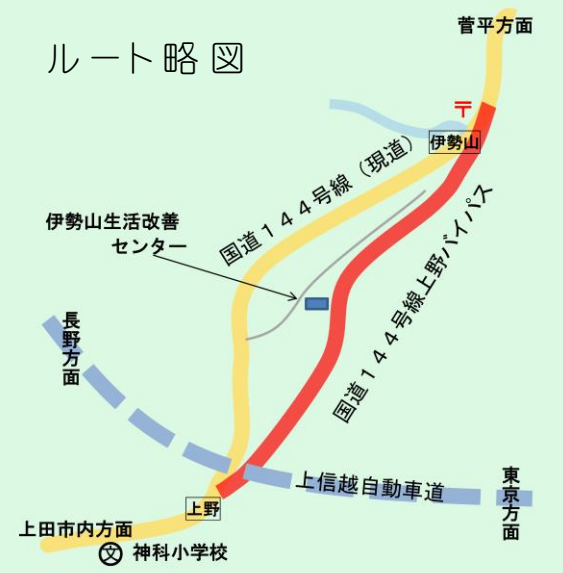 ルート略図
菅平方面
〒
伊勢山
国道１４４号線（現道）
伊勢山生活改善
センター
国道１４４号線上野バイパス
長野方面
上信越自動車道
東京方面
上野
上田市内方面
文 神科小学校